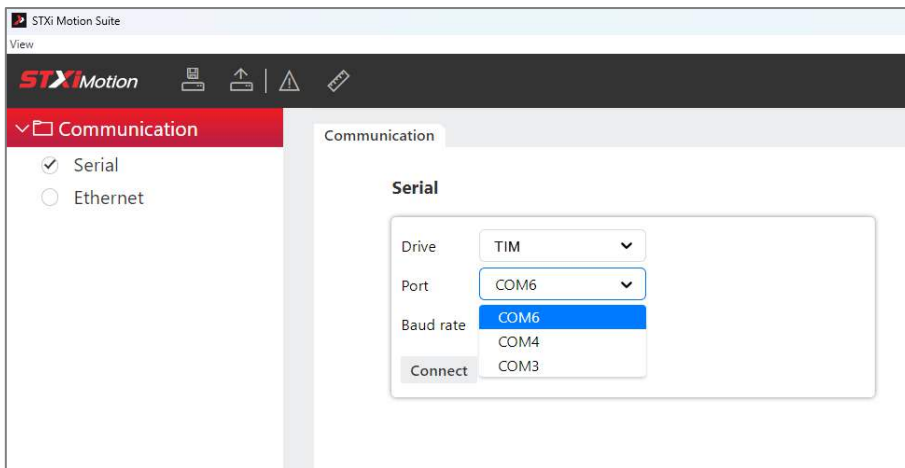 STXi Motion Suite
View
STXiMotion
Communication
Serial
Ethernet
Communication
Serial
Drive TIM
Port COM6
Baud rate COM6
COM4
Connect COM3